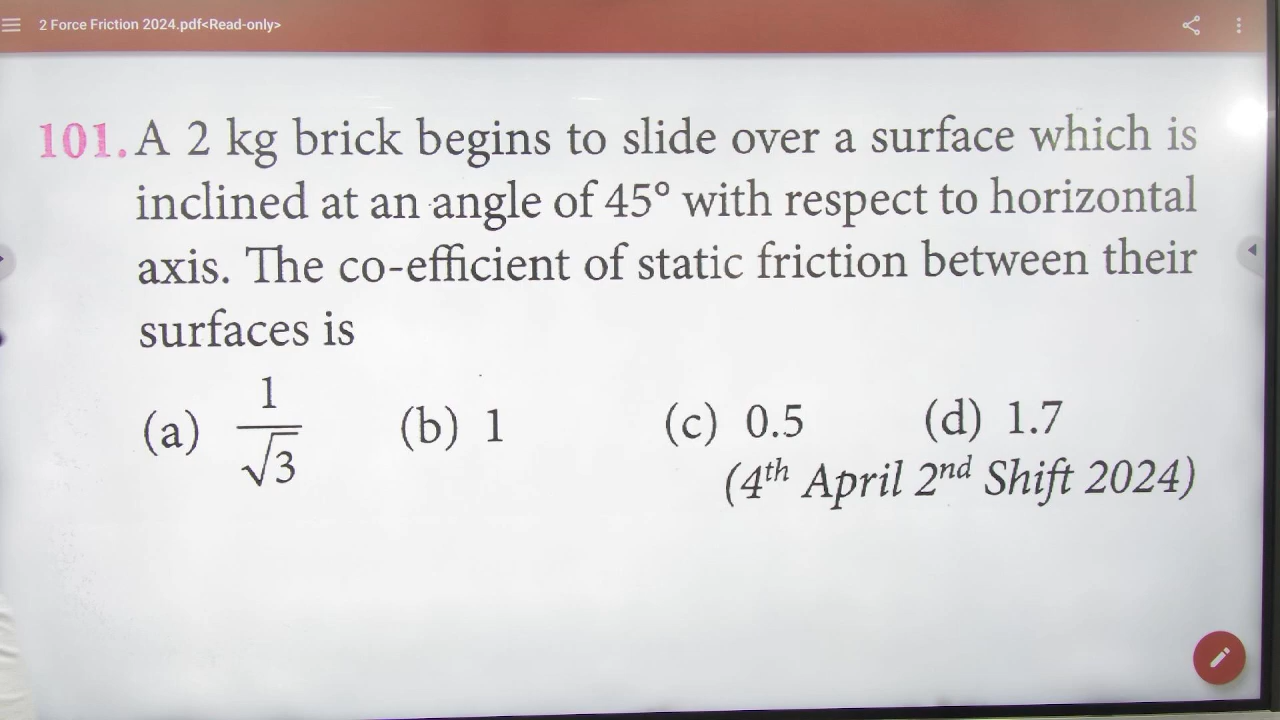 2 Force Friction 2024.pdf<Read-only>
101. A 2 kg brick begins to slide over a surface which is
inclined at an angle of 45° with respect to horizontal
axis. The co-efficient of static friction between their
surfaces is
(a) 1/√3 (b) 1 (c) 0.5 (d) 1.7
(4th April 2nd Shift 2024)